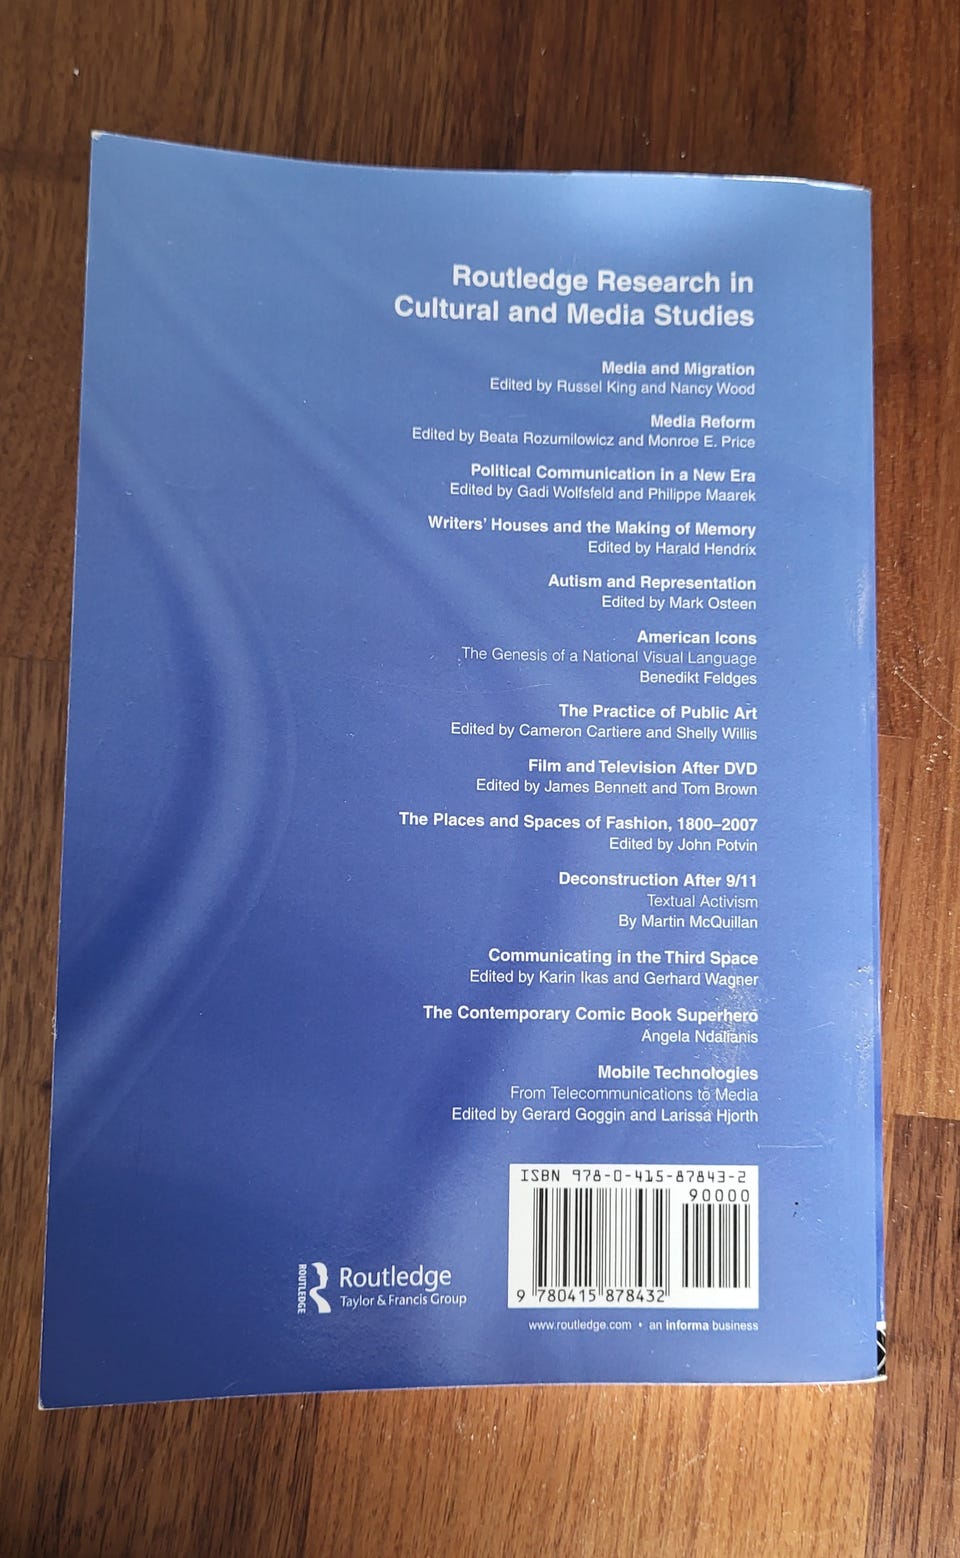 Routledge Research in
Cultural and Media Studies
Media and Migration
Edited by Russel King and Nancy Wood
Media Reform
Edited by Beata Rozumilowicz and Monroe E. Price
Political Communication in a New Era
Edited by Gadi Wolfsfeld and Philippe Maarek
Writers' Houses and the Making of Memory
Edited by Harald Hendrix
Autism and Representation
Edited by Mark Osteen
American Icons
The Genesis of a National Visual Language
Benedikt Feldges
The Practice of Public Art
Edited by Cameron Cartiere and Shelly Willis
Film and Television After DVD
Edited by James Bennett and Tom Brown
The Places and Spaces of Fashion, 1800–2007
Edited by John Potvin
Deconstruction After 9/11
Textual Activism
By Martin McQuillan
Communicating in the Third Space
Edited by Karin Ikas and Gerhard Wagner
The Contemporary Comic Book Superhero
Angela Ndalianis
Mobile Technologies
From Telecommunications to Media
Edited by Gerard Goggin and Larissa Hjorth
ISBN 978-0-415-87843-2
90000
9 780415 878432
ROUTLEDGE
Routledge
Taylor & Francis Group
www.routledge.com • an informa business